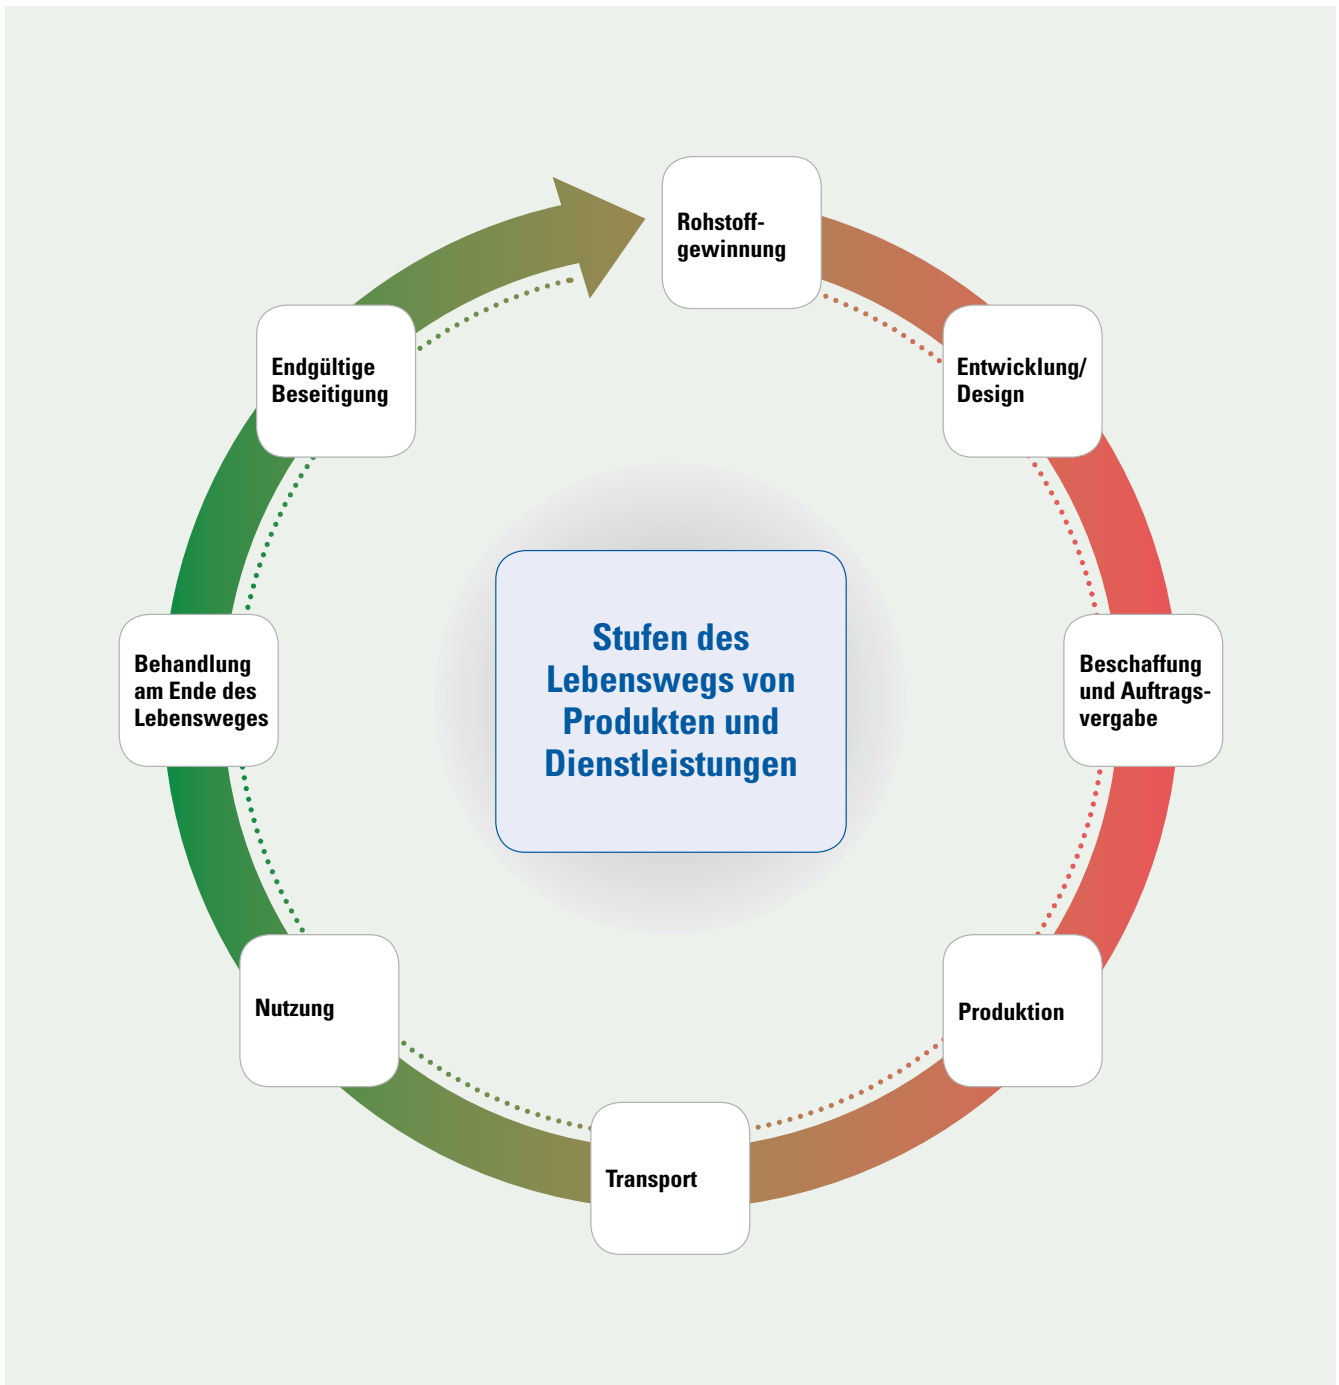 Rohstoff-
gewinnung
Entwicklung/
Design
Beschaffung
und Auftrags-
vergabe
Produktion
Transport
Nutzung
Behandlung
am Ende des
Lebensweges
Endgültige
Beseitigung
Stufen des
Lebenswegs von
Produkten und
Dienstleistungen